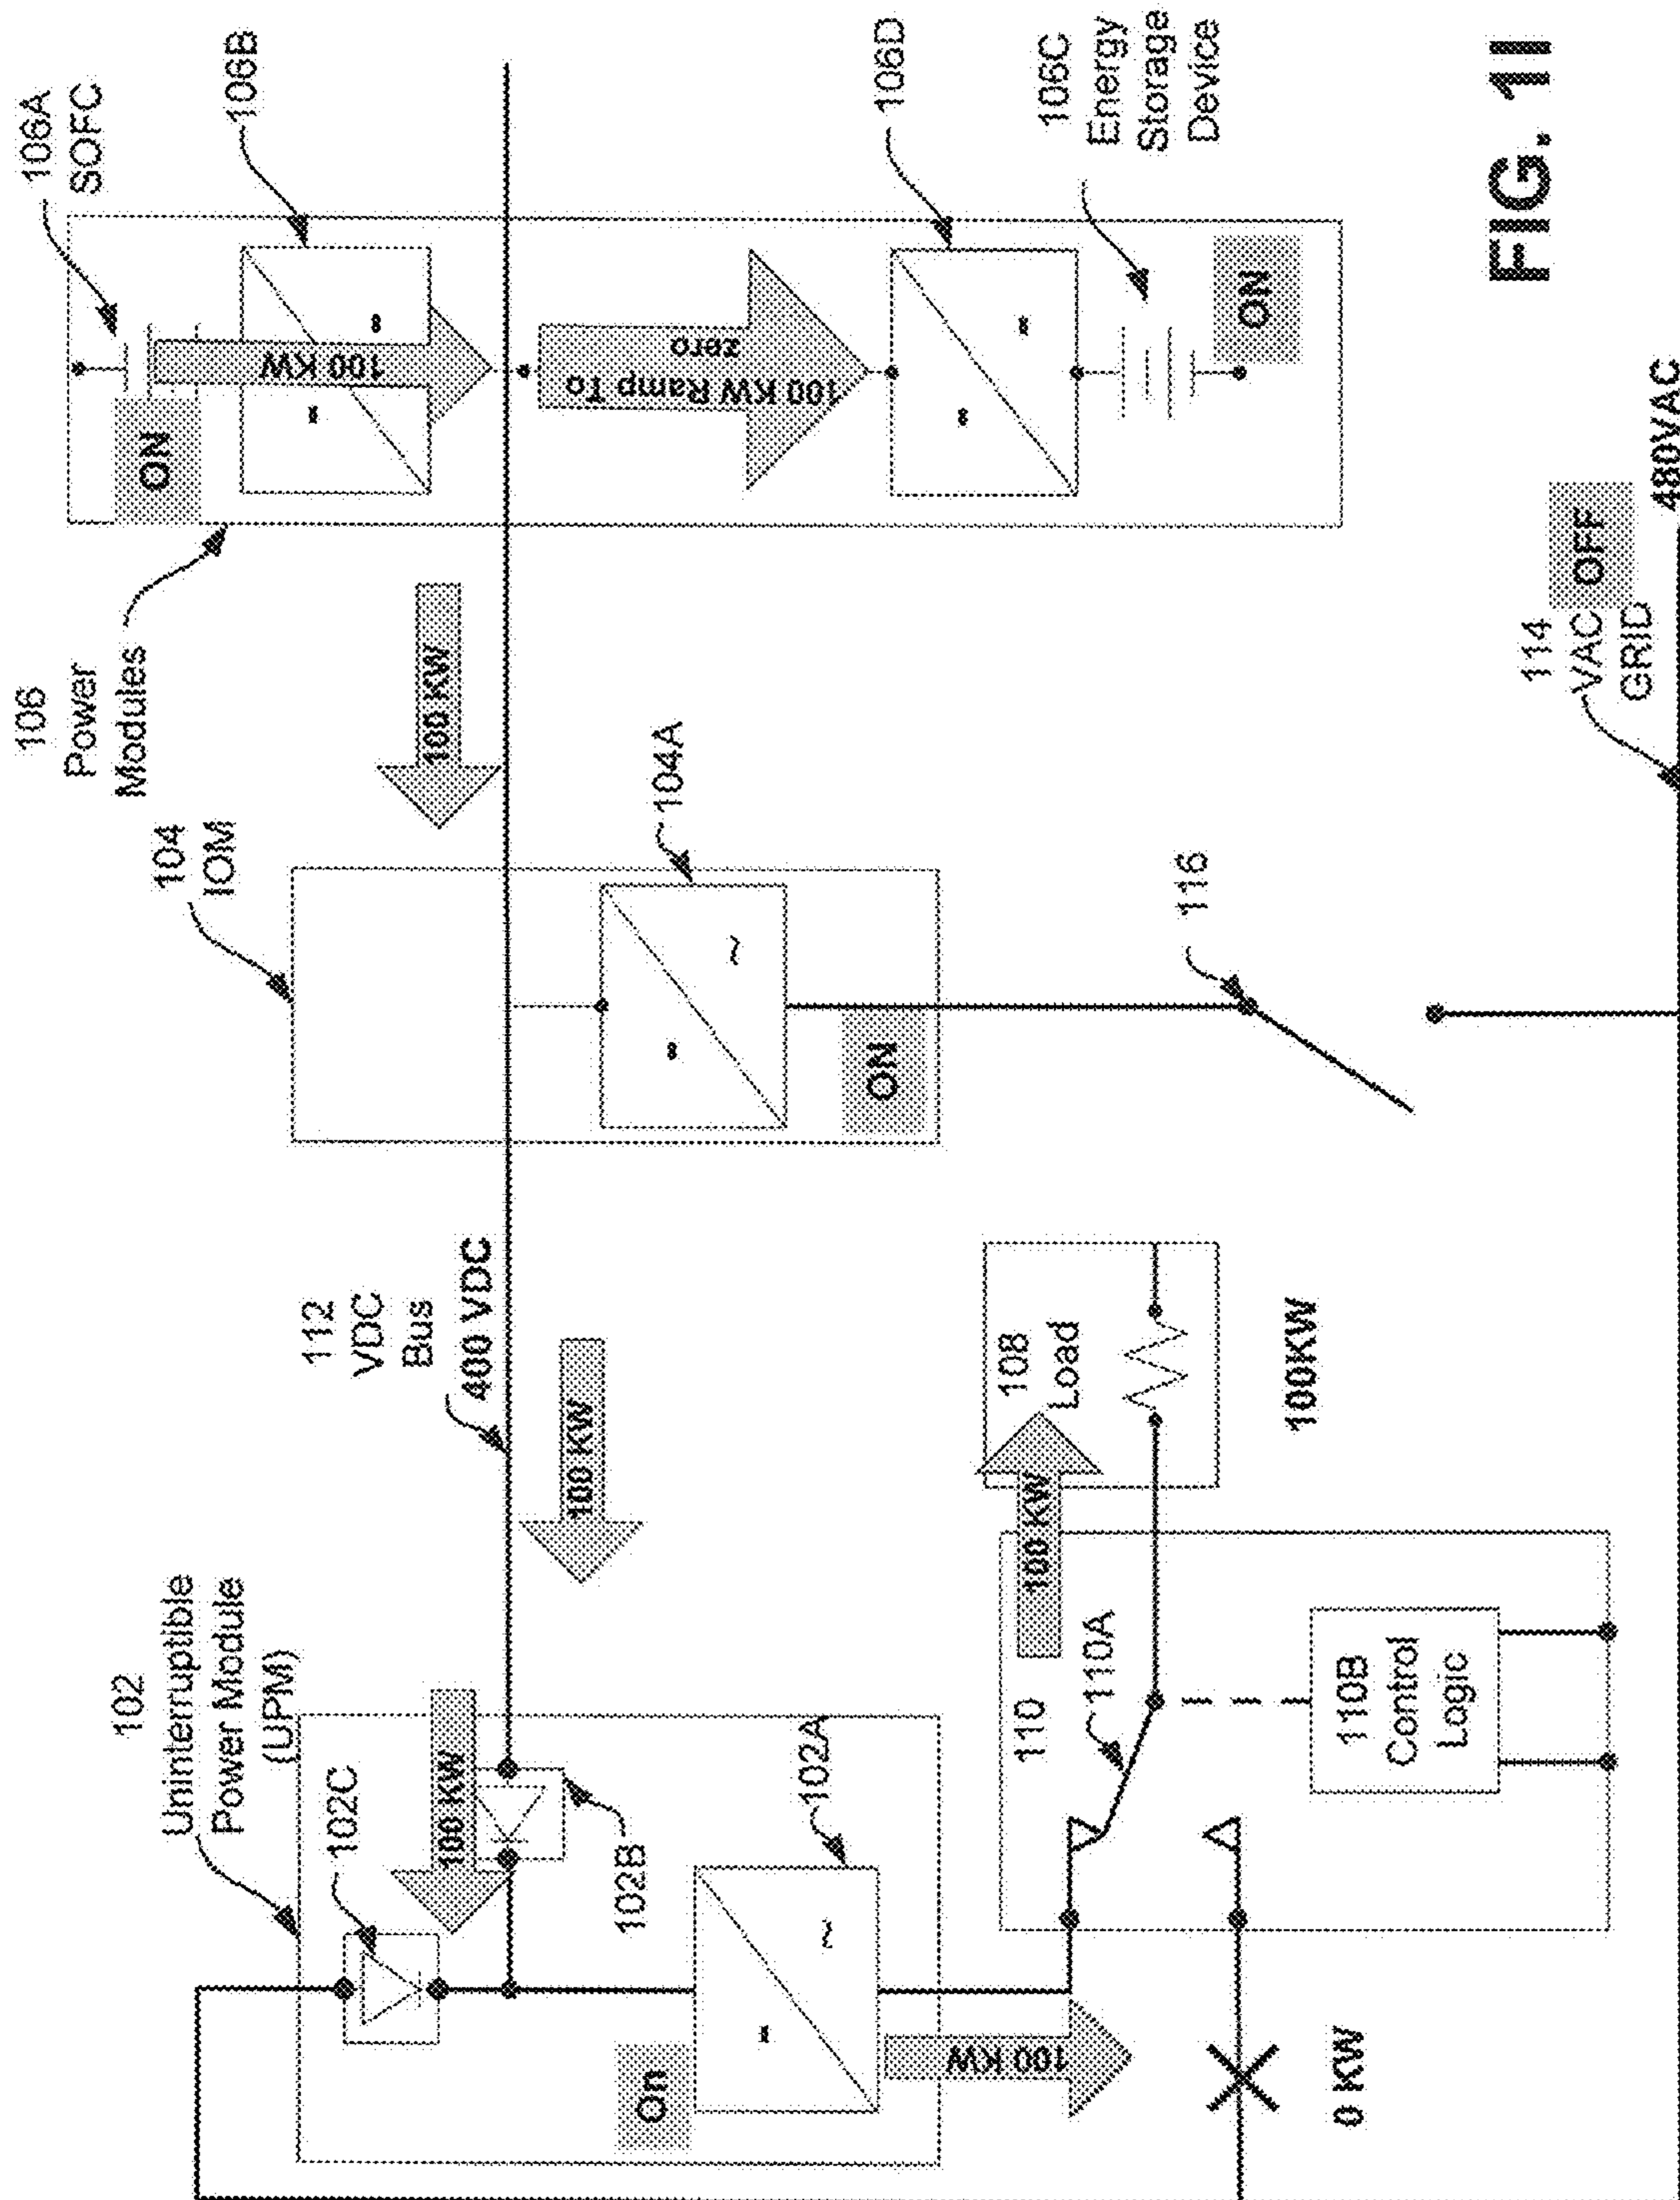 102
Uninterruptible
Power Module
(UPM)
102C
100 KW
102B
On
102A
100 KW
112
VDC
Bus
400 VDC
100 KW
104
IOM
104A
ON
100 KW
106
Power
Modules
106A
SOFC
ON
106B
100 KW
100 KW Ramp To
zero
106D
106C
Energy
Storage
Device
ON
110
110A
110B
Control
Logic
100 KW
108
Load
100KW
0 KW
116
114
VAC
GRID
OFF
480VAC
FIG. 1I